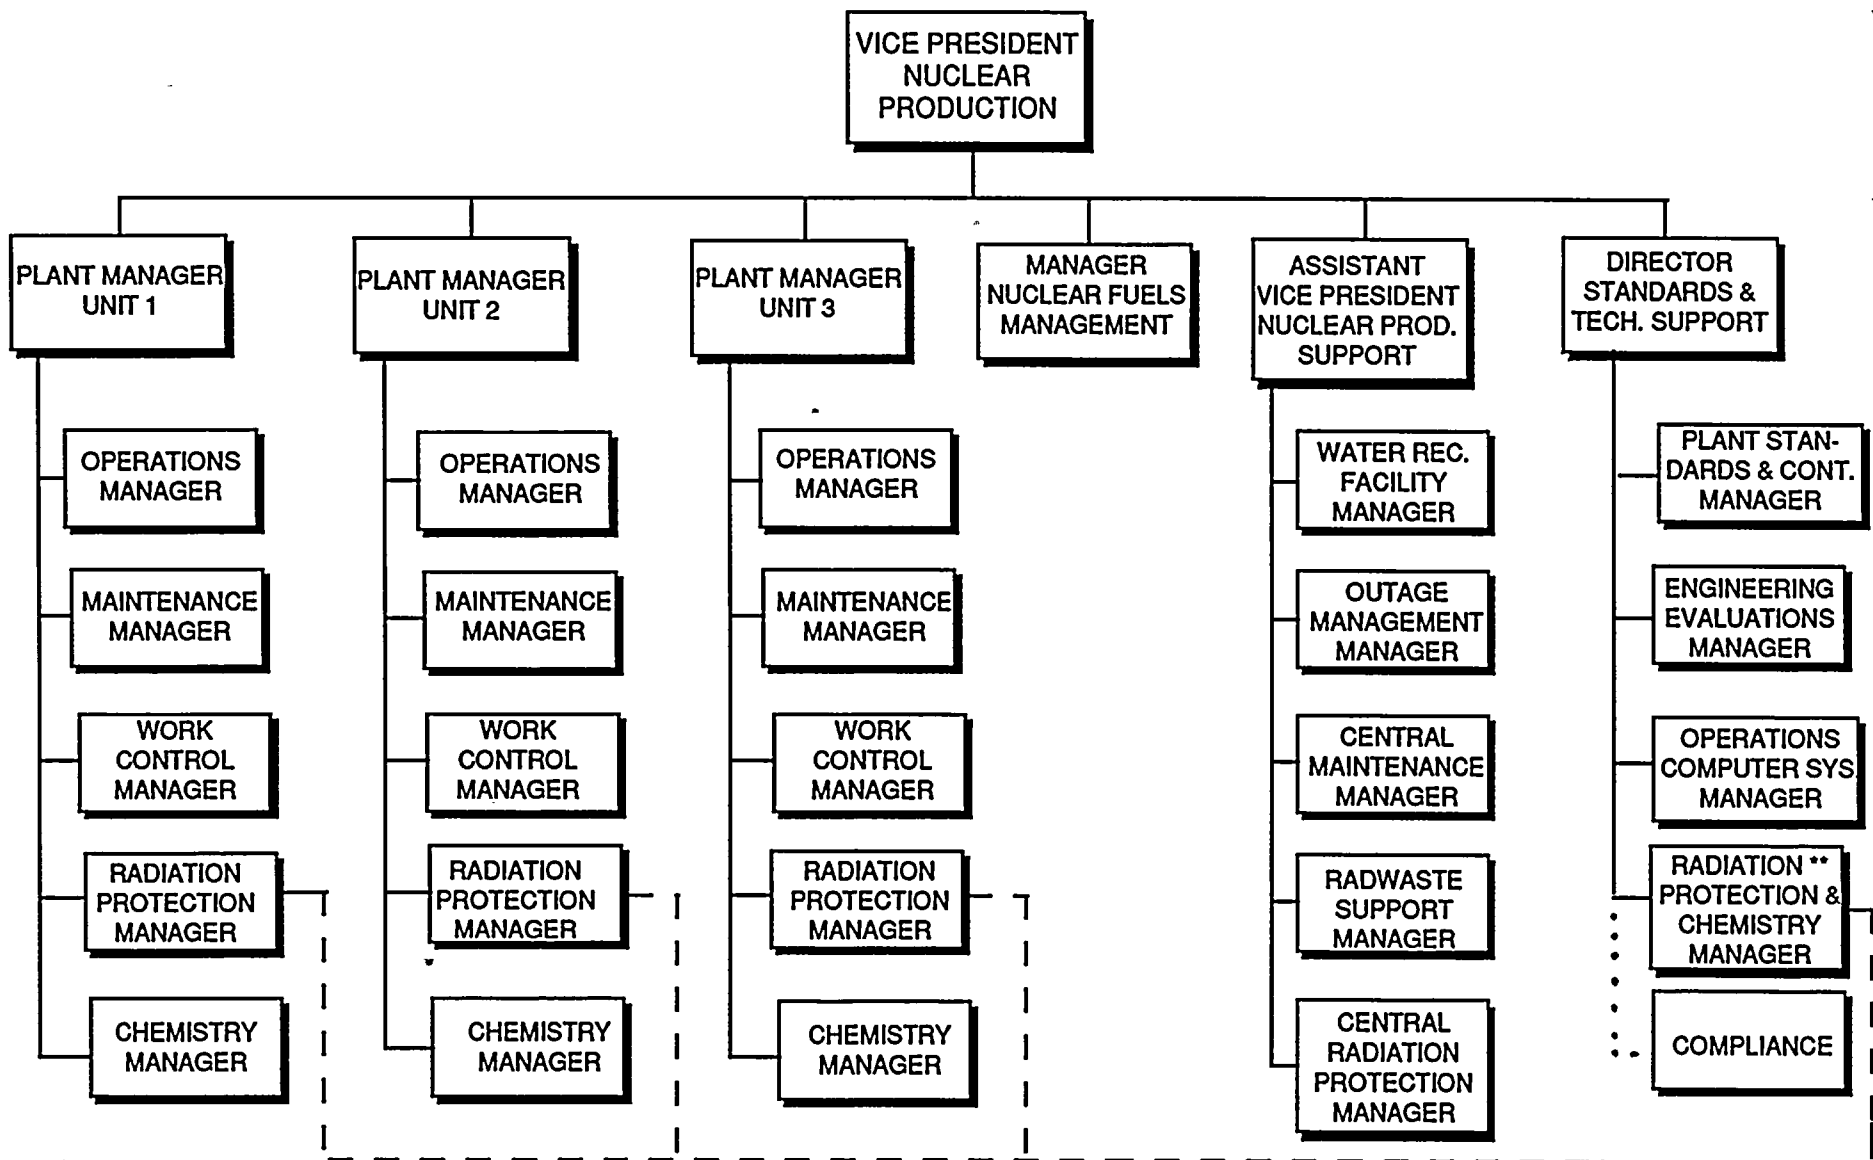 VICE PRESIDENT
NUCLEAR
PRODUCTION
PLANT MANAGER
UNIT 1
PLANT MANAGER
UNIT 2
PLANT MANAGER
UNIT 3
MANAGER
NUCLEAR FUELS
MANAGEMENT
ASSISTANT
VICE PRESIDENT
NUCLEAR PROD.
SUPPORT
DIRECTOR
STANDARDS &
TECH. SUPPORT
OPERATIONS
MANAGER
MAINTENANCE
MANAGER
WORK
CONTROL
MANAGER
RADIATION
PROTECTION
MANAGER
CHEMISTRY
MANAGER
OPERATIONS
MANAGER
MAINTENANCE
MANAGER
WORK
CONTROL
MANAGER
RADIATION
PROTECTION
MANAGER
CHEMISTRY
MANAGER
OPERATIONS
MANAGER
MAINTENANCE
MANAGER
WORK
CONTROL
MANAGER
RADIATION
PROTECTION
MANAGER
CHEMISTRY
MANAGER
WATER REC.
FACILITY
MANAGER
OUTAGE
MANAGEMENT
MANAGER
CENTRAL
MAINTENANCE
MANAGER
RADWASTE
SUPPORT
MANAGER
CENTRAL
RADIATION
PROTECTION
MANAGER
PLANT STAN-
DARDS & CONT.
MANAGER
ENGINEERING
EVALUATIONS
MANAGER
OPERATIONS
COMPUTER SYS
MANAGER
RADIATION **
PROTECTION &
CHEMISTRY
MANAGER
COMPLIANCE